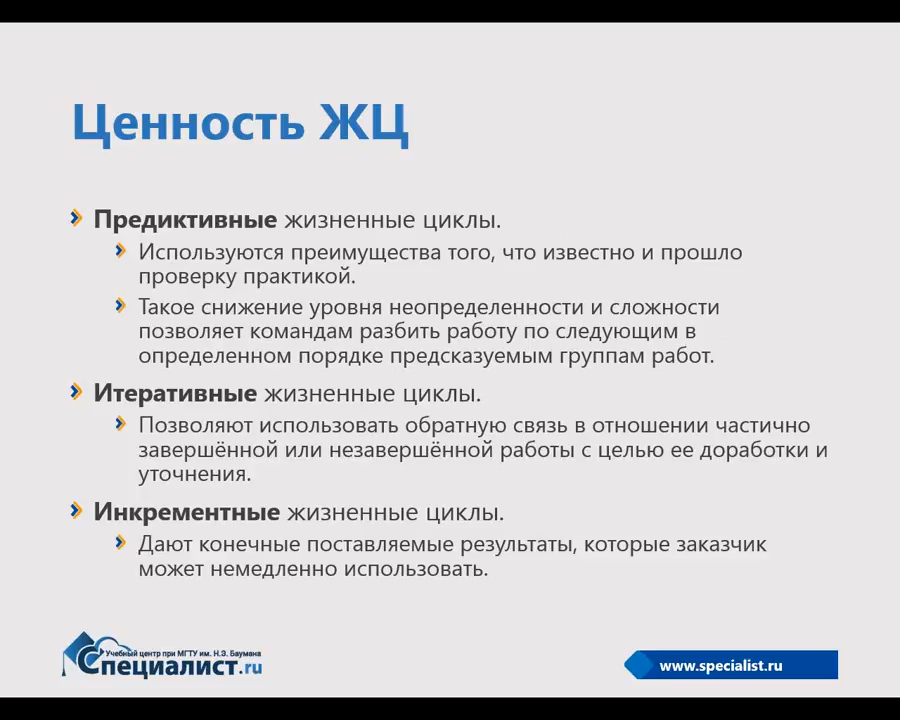 Ценность ЖЦ
Предиктивные жизненные циклы.
Используются преимущества того, что известно и прошло
проверку практикой.
Такое снижение уровня неопределенности и сложности
позволяет командам разбить работу по следующим в
определенном порядке предсказуемым группам работ.
Итеративные жизненные циклы.
Позволяют использовать обратную связь в отношении частично
завершённой или незавершённой работы с целью ее доработки и
уточнения.
Инкрементные жизненные циклы.
Дают конечные поставляемые результаты, которые заказчик
может немедленно использовать.
Учебный центр при МГТУ им. Н.Э. Баумана
Специалист.ru
www.specialist.ru